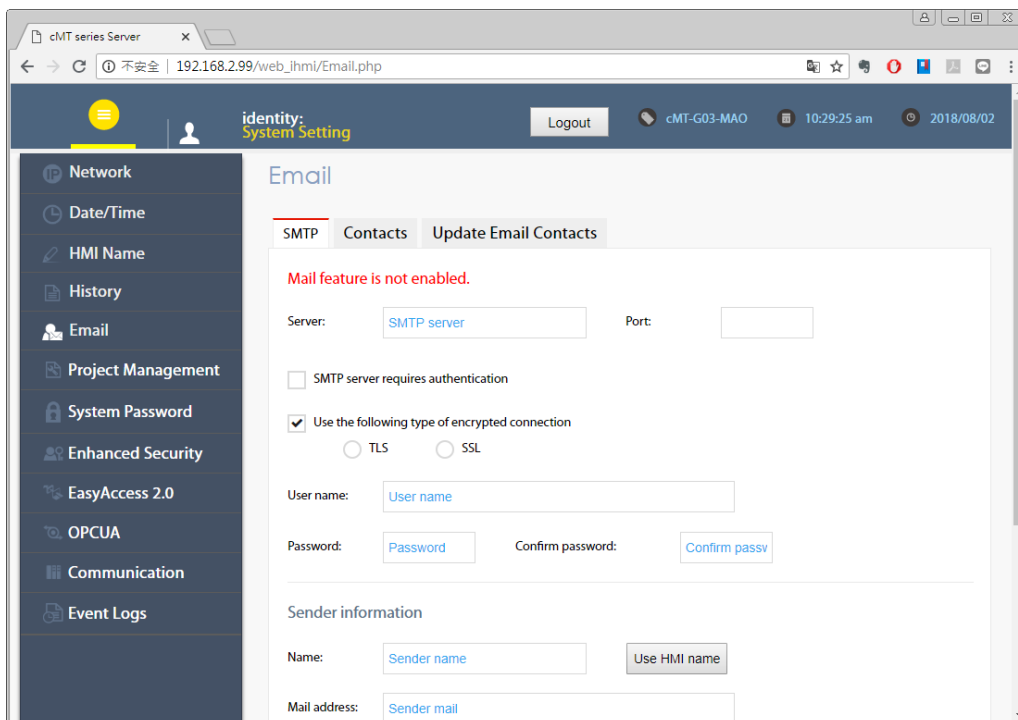 cMT series Server
不安全 | 192.168.2.99/web_ihmi/Email.php
identity:
System Setting
Logout
cMT-G03-MAO
10:29:25 am
2018/08/02
IP Network
Date/Time
HMI Name
History
Email
Project Management
System Password
Enhanced Security
EasyAccess 2.0
OPCUA
Communication
Event Logs
Email
SMTP Contacts Update Email Contacts
Mail feature is not enabled.
Server: SMTP server Port:
SMTP server requires authentication
Use the following type of encrypted connection
TLS SSL
User name: User name
Password: Password Confirm password: Confirm passv
Sender information
Name: Sender name Use HMI name
Mail address: Sender mail